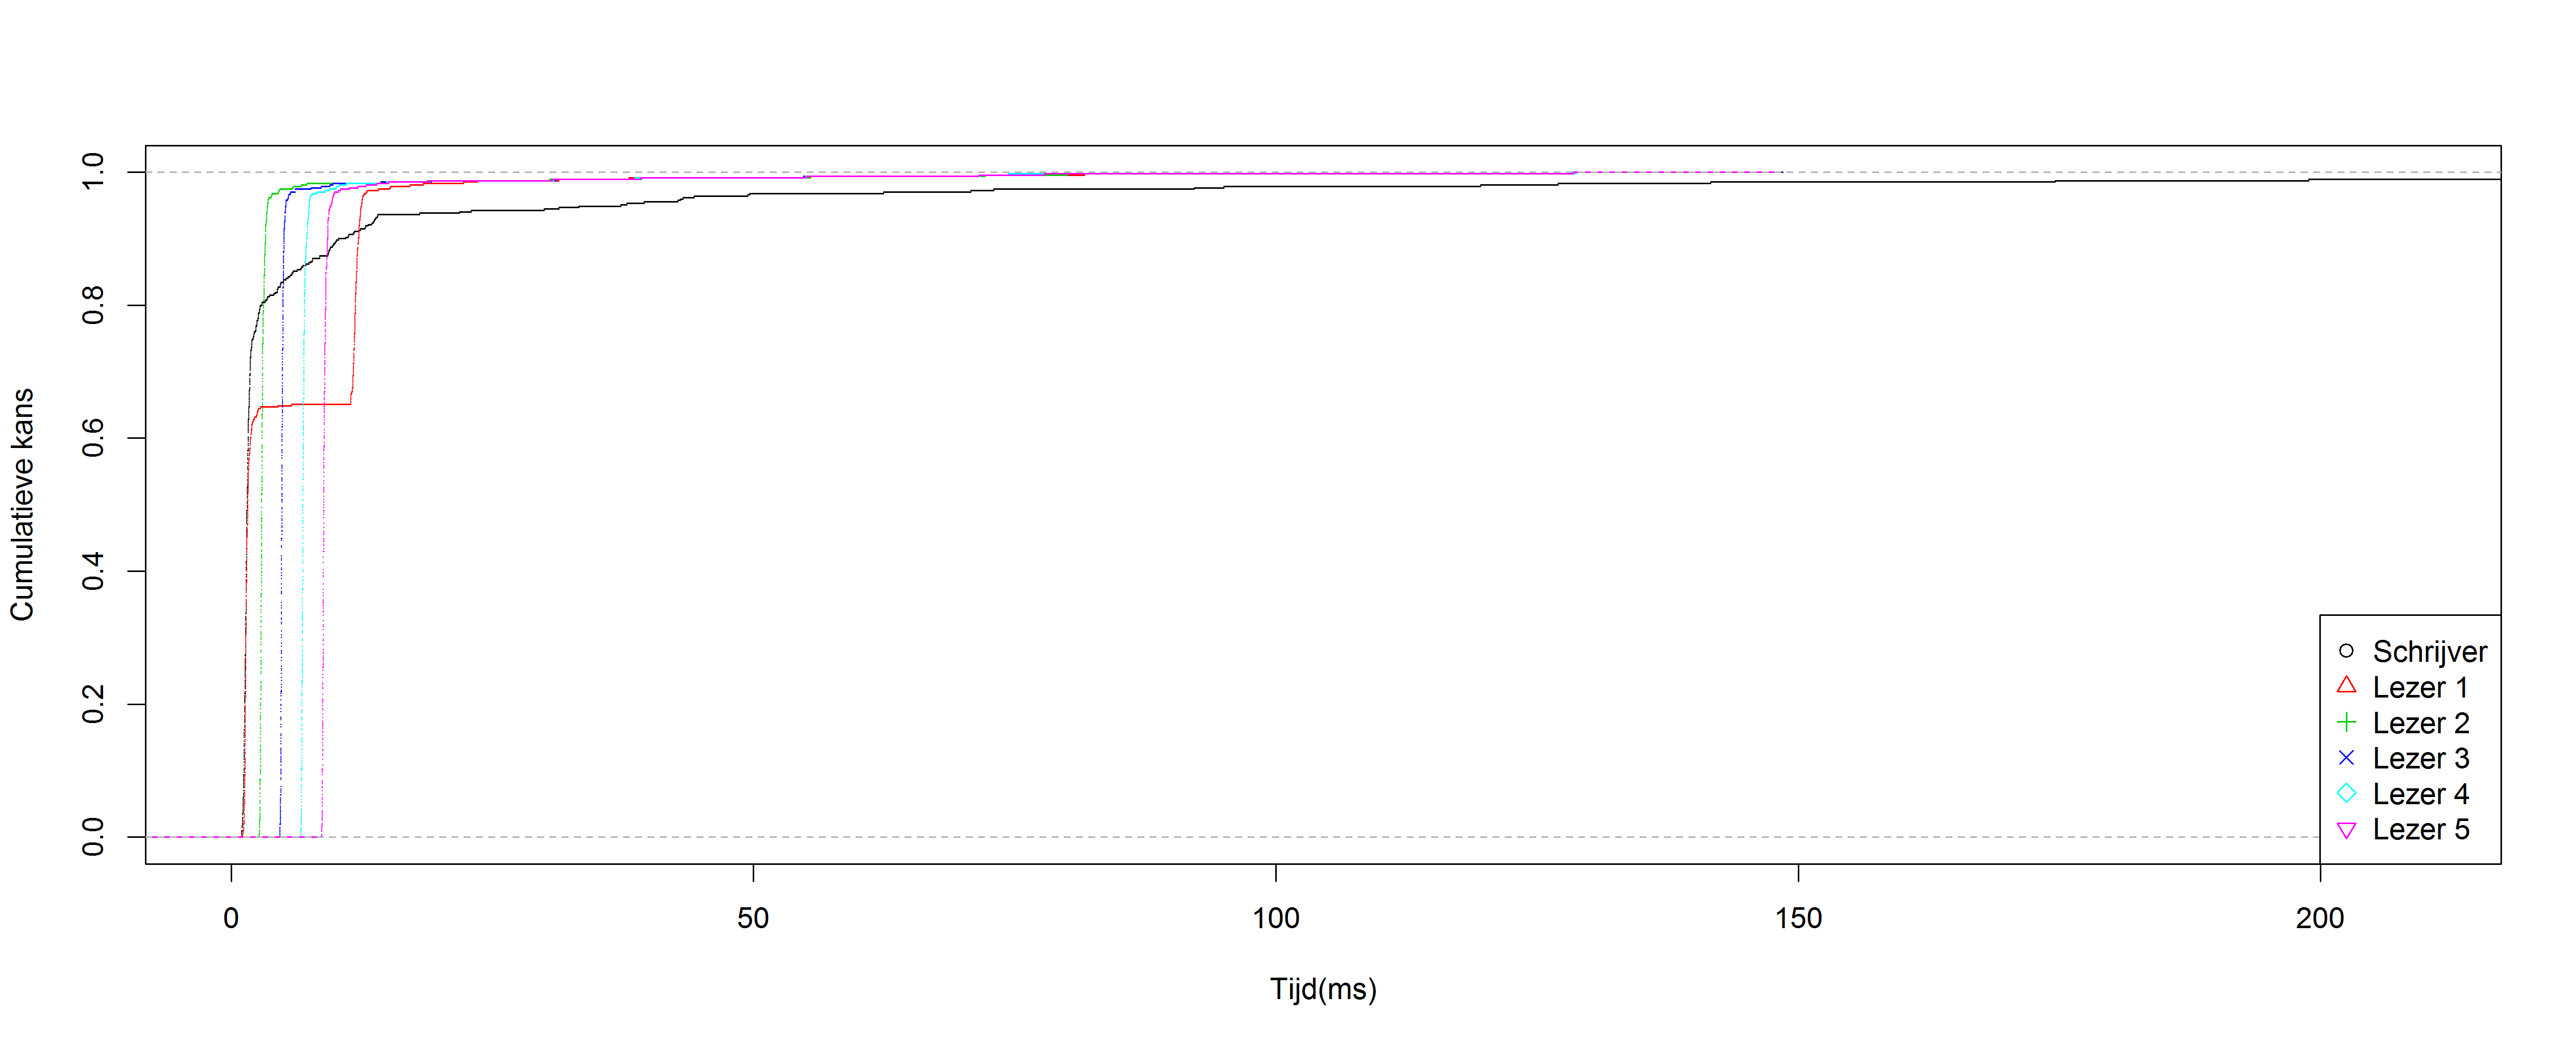 Cumulatieve kans
1.0
0.8
0.6
0.4
0.2
0.0
0 50 100 150 200
Tijd(ms)
Schrijver
Lezer 1
Lezer 2
Lezer 3
Lezer 4
Lezer 5